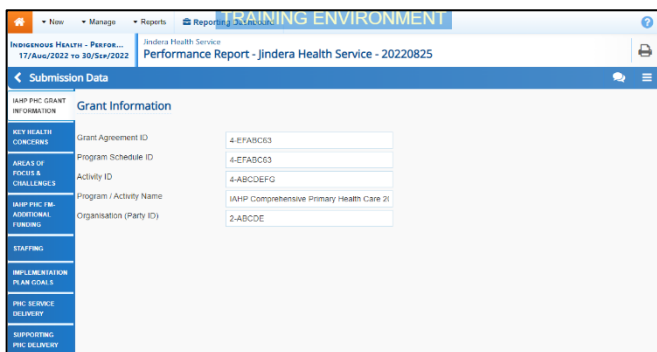 TRAINING ENVIRONMENT
New Manage Reports Reporting Dashboard
INDIGENOUS HEALTH - PERFOR...
17/AUG/2022 TO 30/SEP/2022
Jindera Health Service
Performance Report - Jindera Health Service - 20220825
Submission Data
IAHP PHC GRANT
INFORMATION
Grant Information
KEY HEALTH
CONCERNS
AREAS OF
FOCUS &
CHALLENGES
IAHP PHC FM-
ADDITIONAL
FUNDING
STAFFING
IMPLEMENTATION
PLAN GOALS
PHC SERVICE
DELIVERY
SUPPORTING
PHC DELIVERY
Grant Agreement ID 4-EFABC63
Program Schedule ID 4-EFABC63
Activity ID 4-ABCDEFG
Program / Activity Name IAHP Comprehensive Primary Health Care 20
Organisation (Party ID) 2-ABCDE